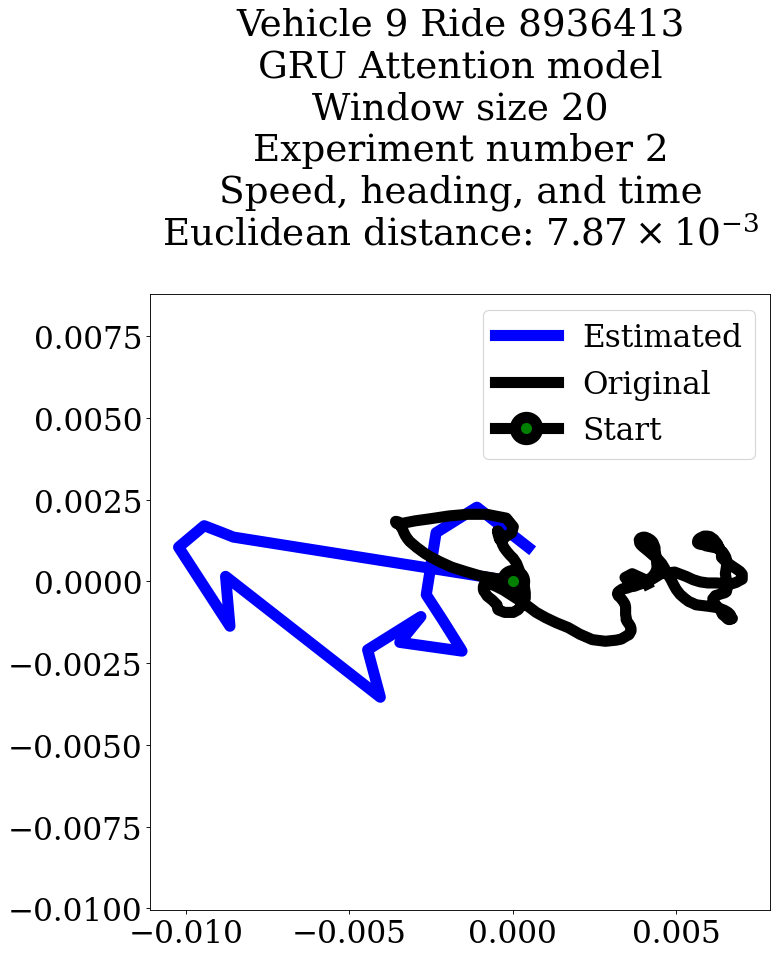 Vehicle 9 Ride 8936413
GRU Attention model
Window size 20
Experiment number 2
Speed, heading, and time
Euclidean distance: 7.87 × 10⁻³
Estimated
Original
Start
0.0075
0.0050
0.0025
0.0000
−0.0025
−0.0050
−0.0075
−0.0100
−0.010
−0.005
0.000
0.005